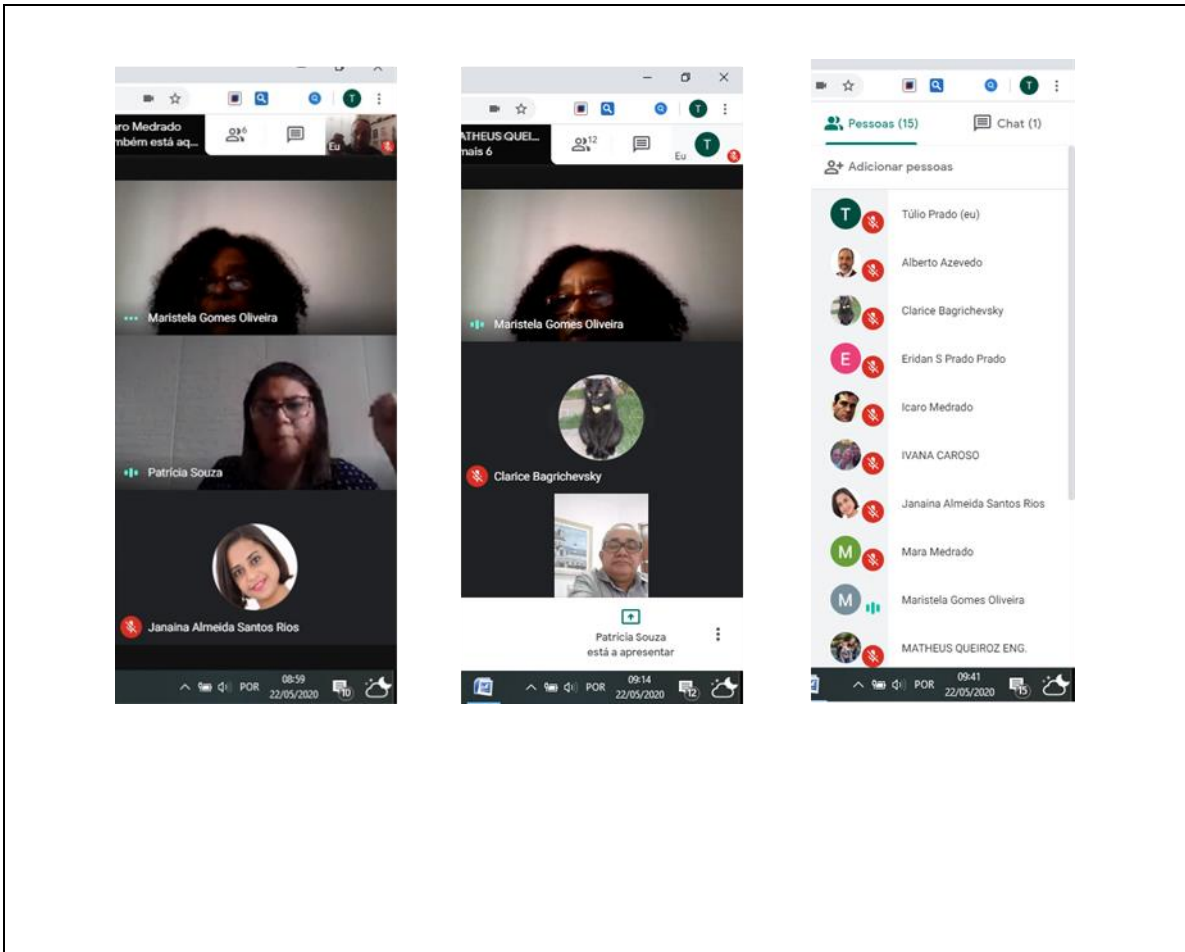 T
ro Medrado
mbém está aq...
6
Eu
Maristela Gomes Oliveira
Patrícia Souza
Janaina Almeida Santos Rios
POR
08:59
22/05/2020
10
T
ATHEUS QUEI...
mais 6
12
Eu
T
Maristela Gomes Oliveira
Clarice Bagrichevsky
Patrícia Souza
está a apresentar
POR
09:14
22/05/2020
12
T
Pessoas (15)
Chat (1)
Adicionar pessoas
T
Túlio Prado (eu)
Alberto Azevedo
Clarice Bagrichevsky
E
Eridan S Prado Prado
Icaro Medrado
IVANA CAROSO
Janaina Almeida Santos Rios
M
Mara Medrado
M
Maristela Gomes Oliveira
MATHEUS QUEIROZ ENG.
POR
09:41
22/05/2020
15